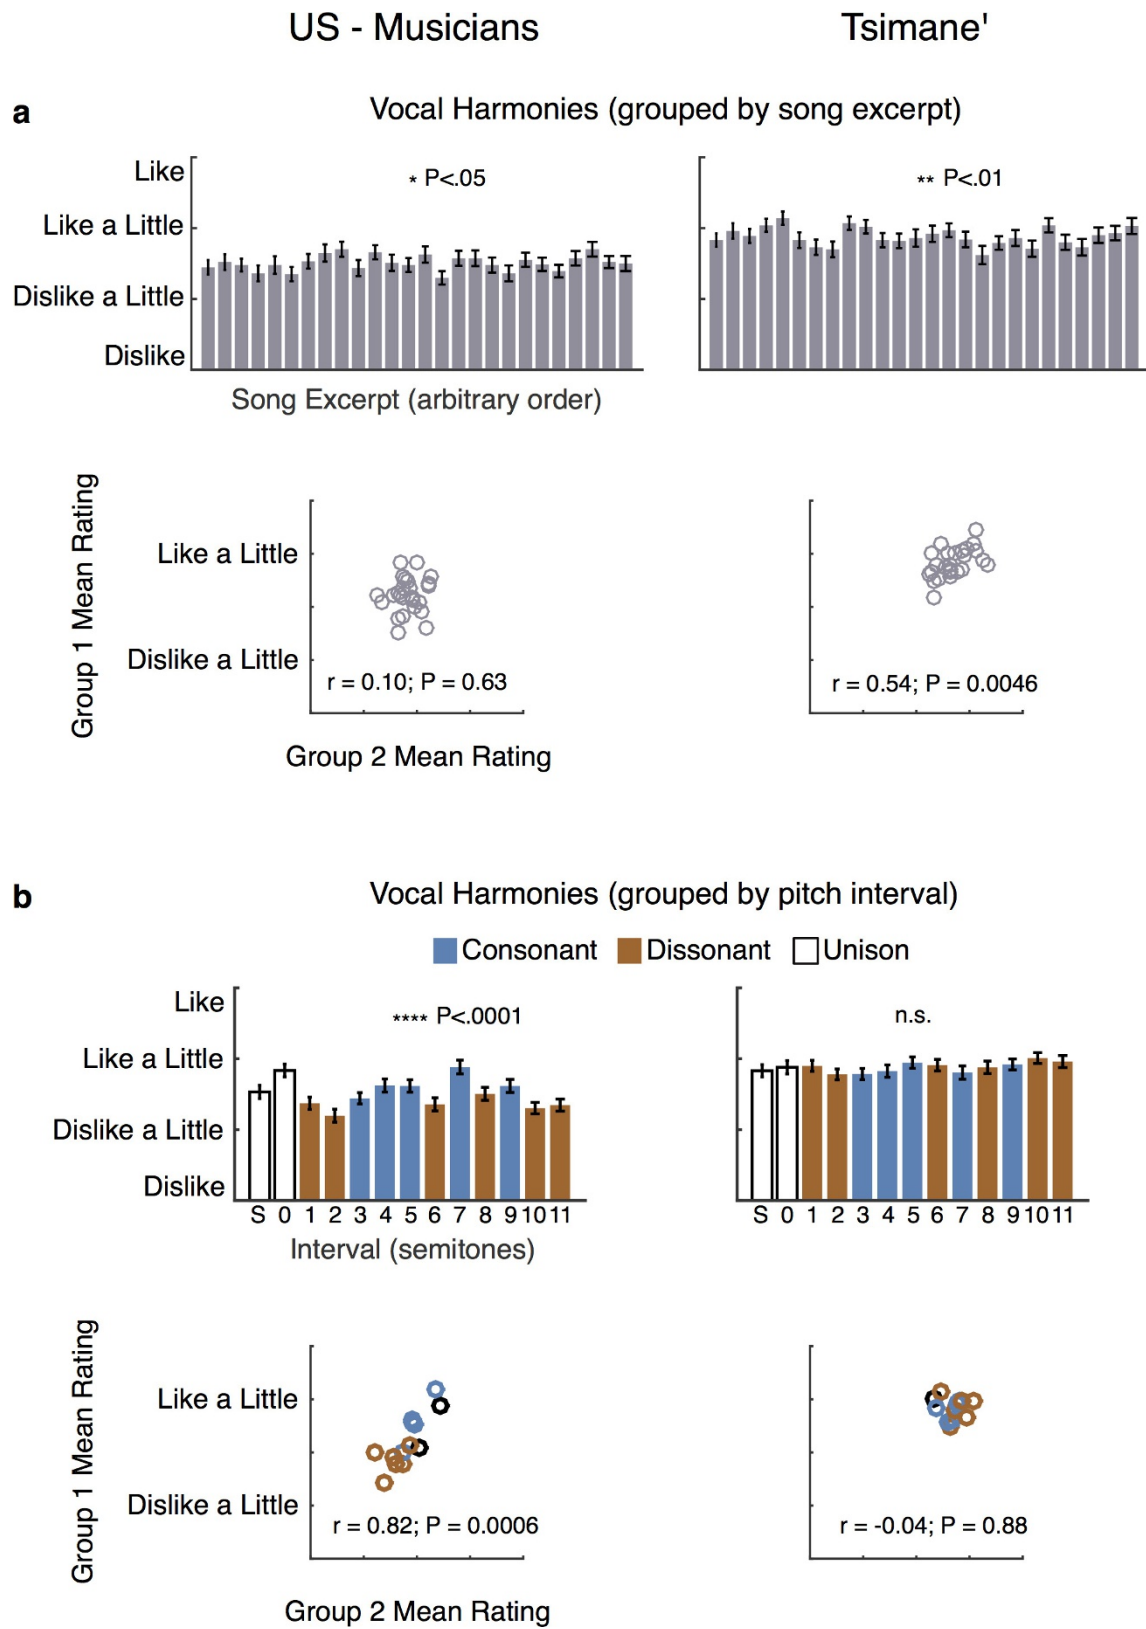 US - Musicians
Tsimane'
a
Vocal Harmonies (grouped by song excerpt)
Like
Like a Little
Dislike a Little
Dislike
* P<.05
** P<.01
Song Excerpt (arbitrary order)
Group 1 Mean Rating
Like a Little
Dislike a Little
r = 0.10; P = 0.63
r = 0.54; P = 0.0046
Group 2 Mean Rating
b
Vocal Harmonies (grouped by pitch interval)
Consonant Dissonant Unison
Like
Like a Little
Dislike a Little
Dislike
**** P<.0001
n.s.
S 0 1 2 3 4 5 6 7 8 9 10 11
S 0 1 2 3 4 5 6 7 8 9 10 11
Interval (semitones)
Group 1 Mean Rating
Like a Little
Dislike a Little
r = 0.82; P = 0.0006
r = -0.04; P = 0.88
Group 2 Mean Rating